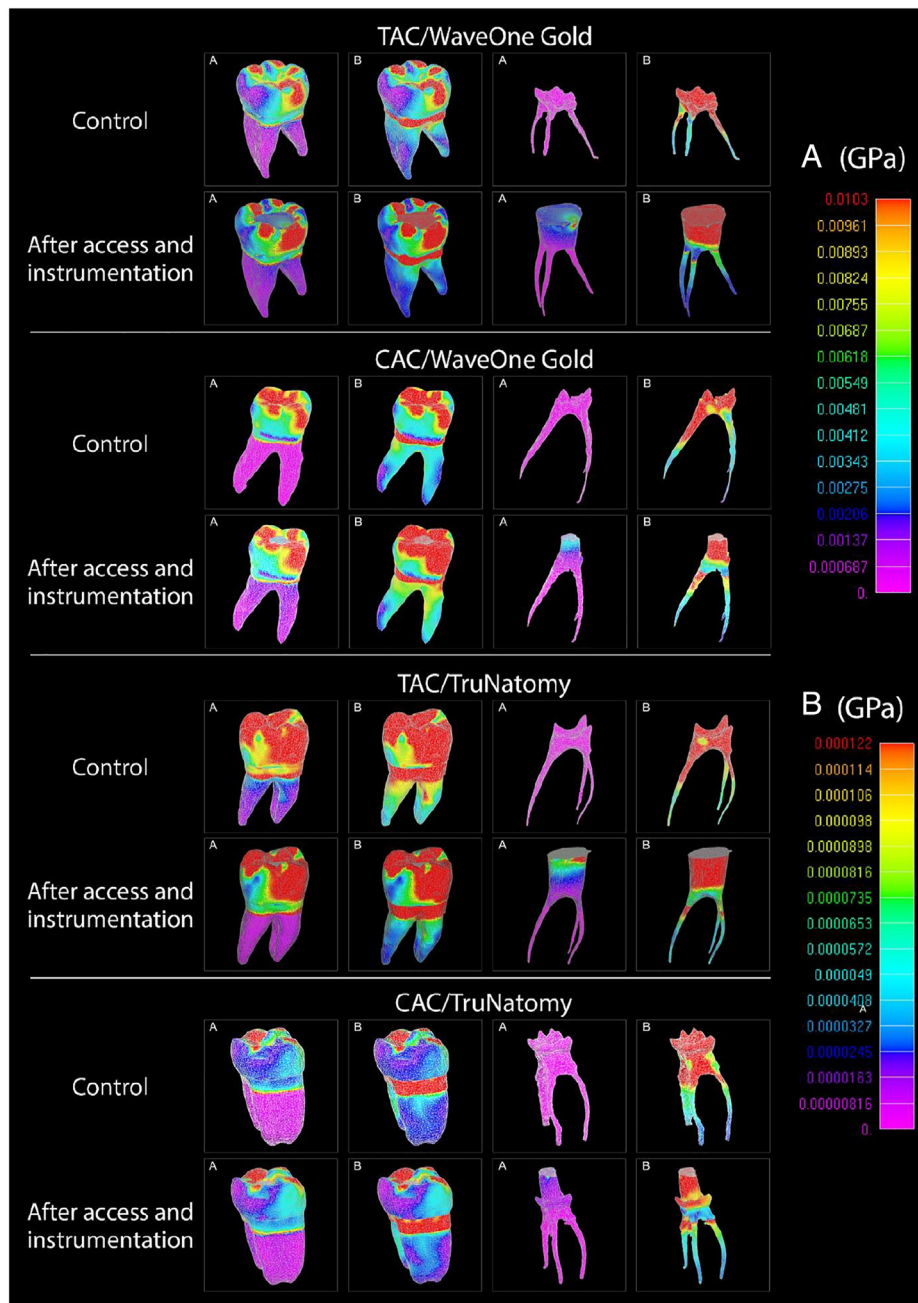 TAC/WaveOne Gold
A B A B
Control
A B A B
After access and
instrumentation
CAC/WaveOne Gold
A B A B
Control
A B A B
After access and
instrumentation
TAC/TruNatomy
A B A B
Control
A B A B
After access and
instrumentation
CAC/TruNatomy
A B A B
Control
A B A B
After access and
instrumentation
A (GPa)
0.0103
0.00961
0.00893
0.00824
0.00755
0.00687
0.00618
0.00549
0.00481
0.00412
0.00343
0.00275
0.00206
0.00137
0.000687
0.
B (GPa)
0.000122
0.000114
0.000106
0.000098
0.0000898
0.0000816
0.0000735
0.0000653
0.0000572
0.000049
0.0000408
A
0.0000327
0.0000245
0.0000163
0.00000816
0.